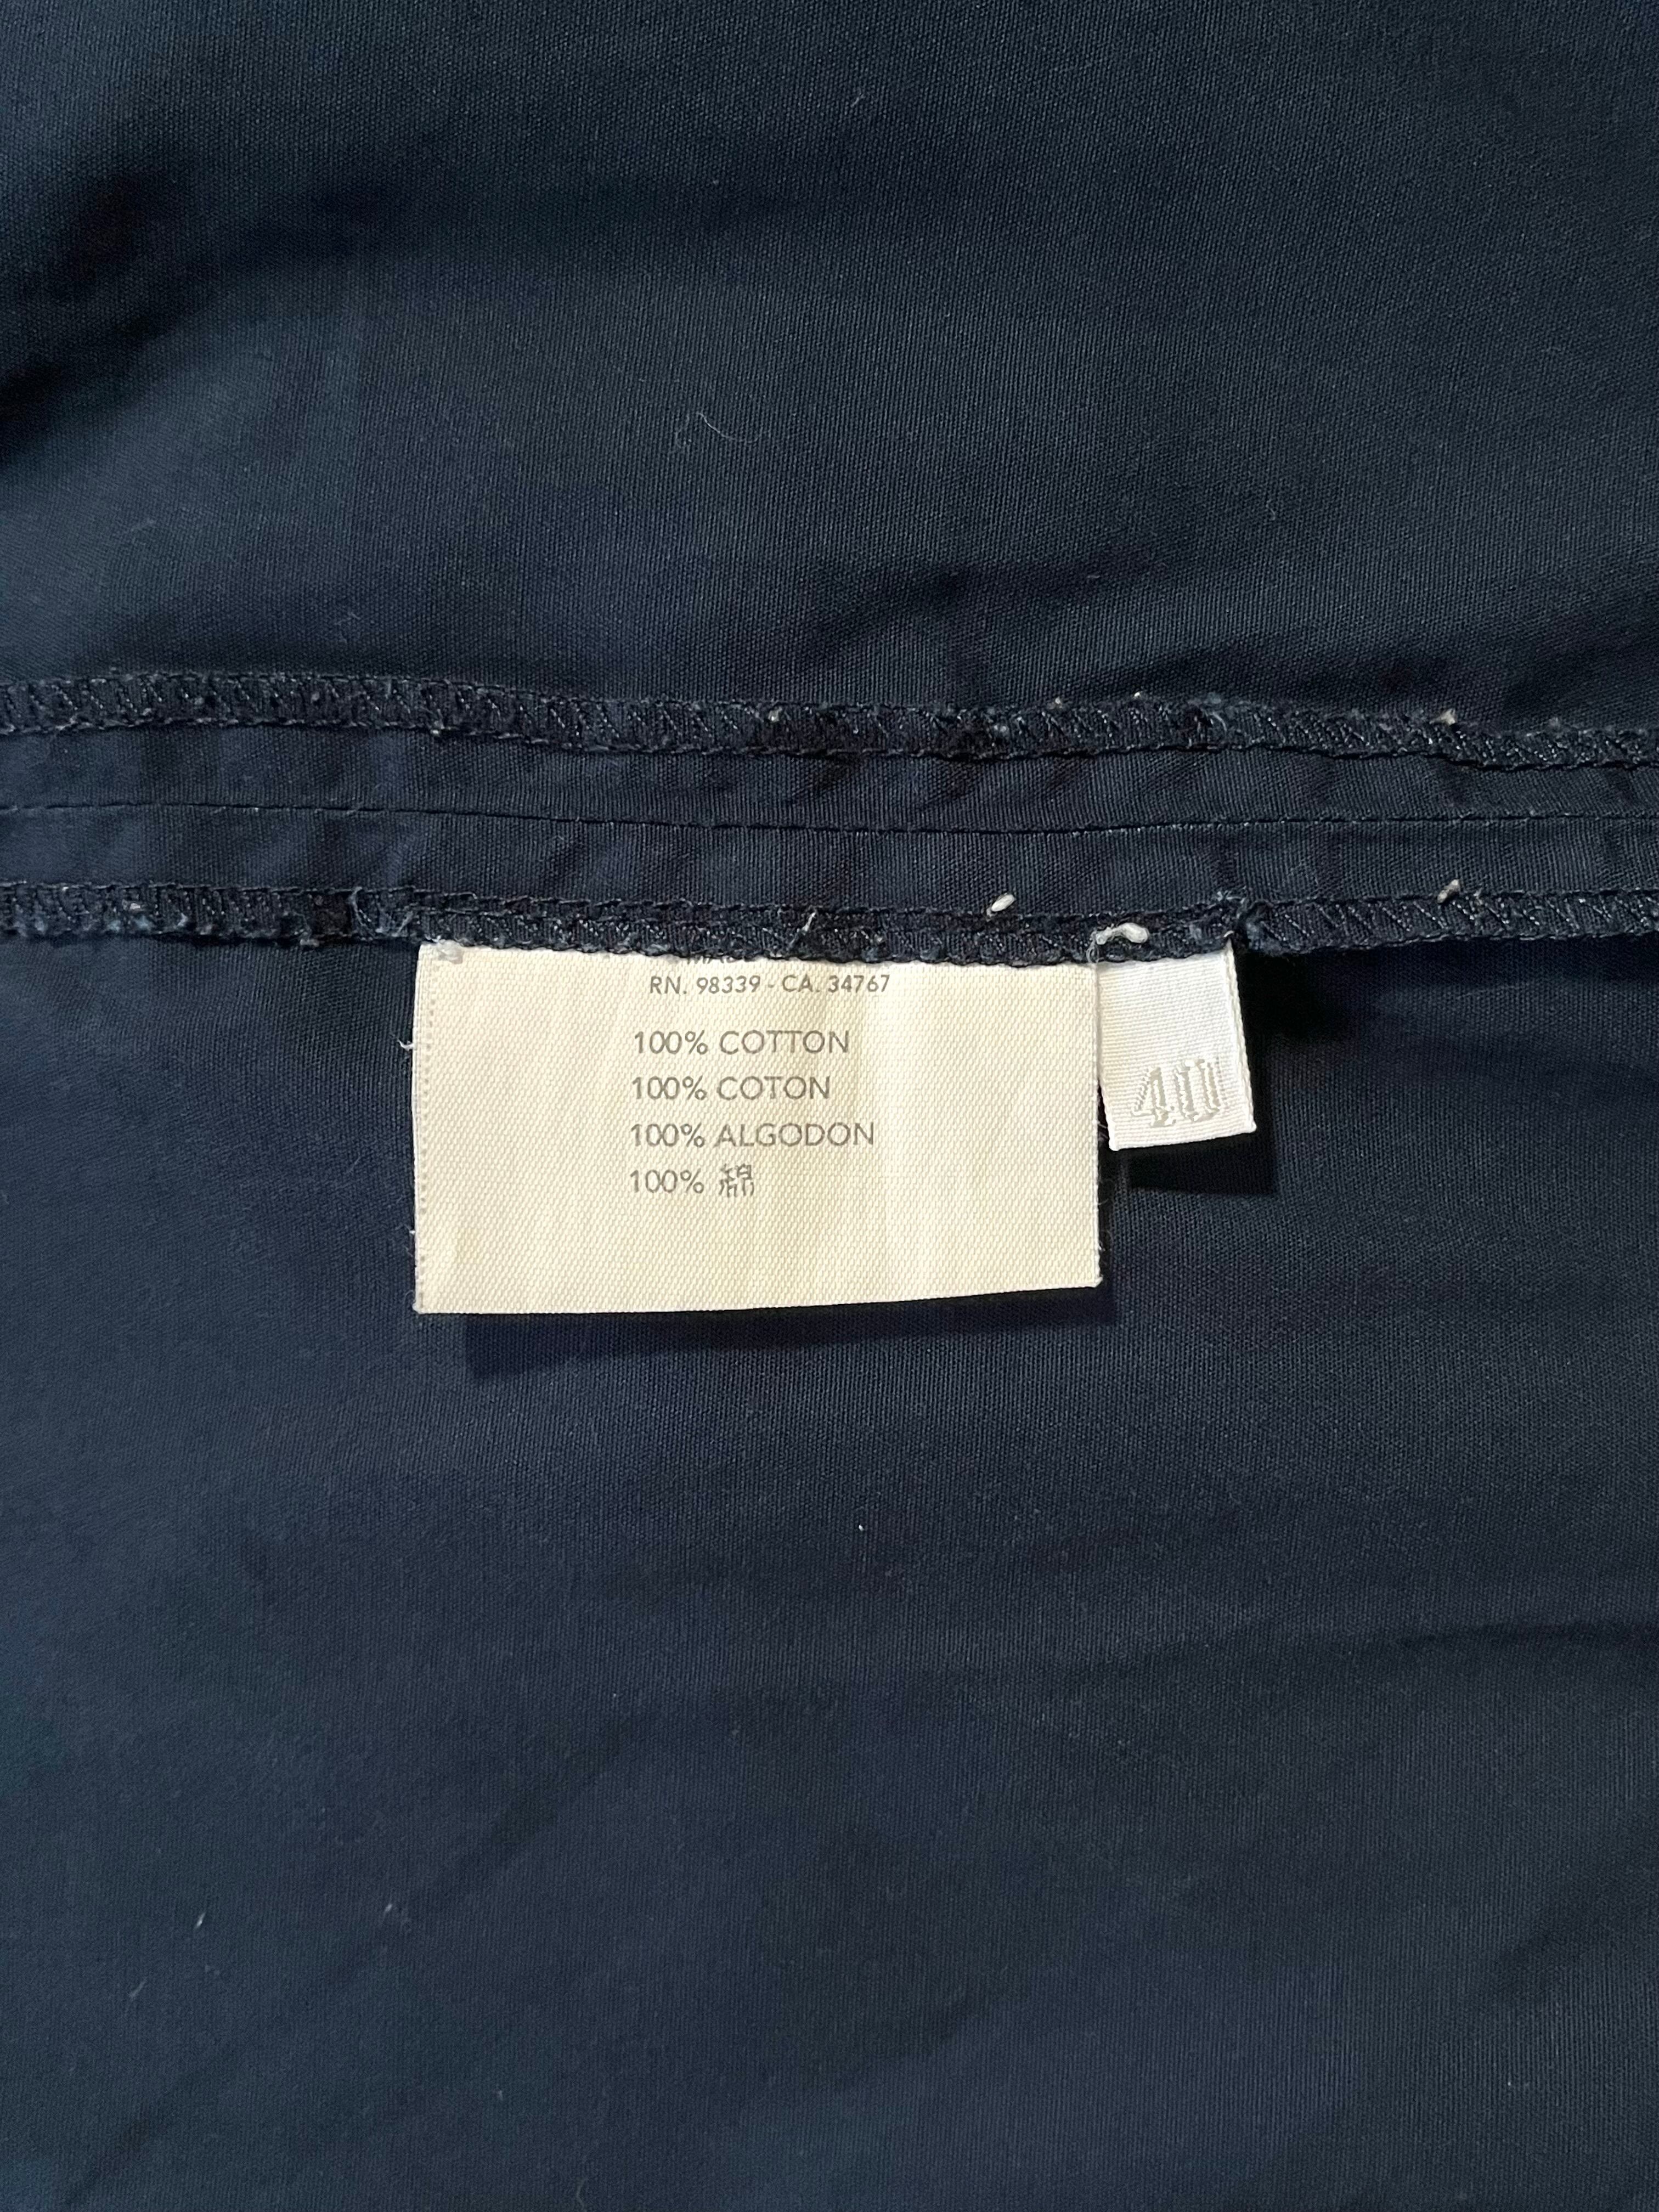 RN. 98339 - CA. 34767
100% COTTON
100% COTON
100% ALGODON
100% 綿
40